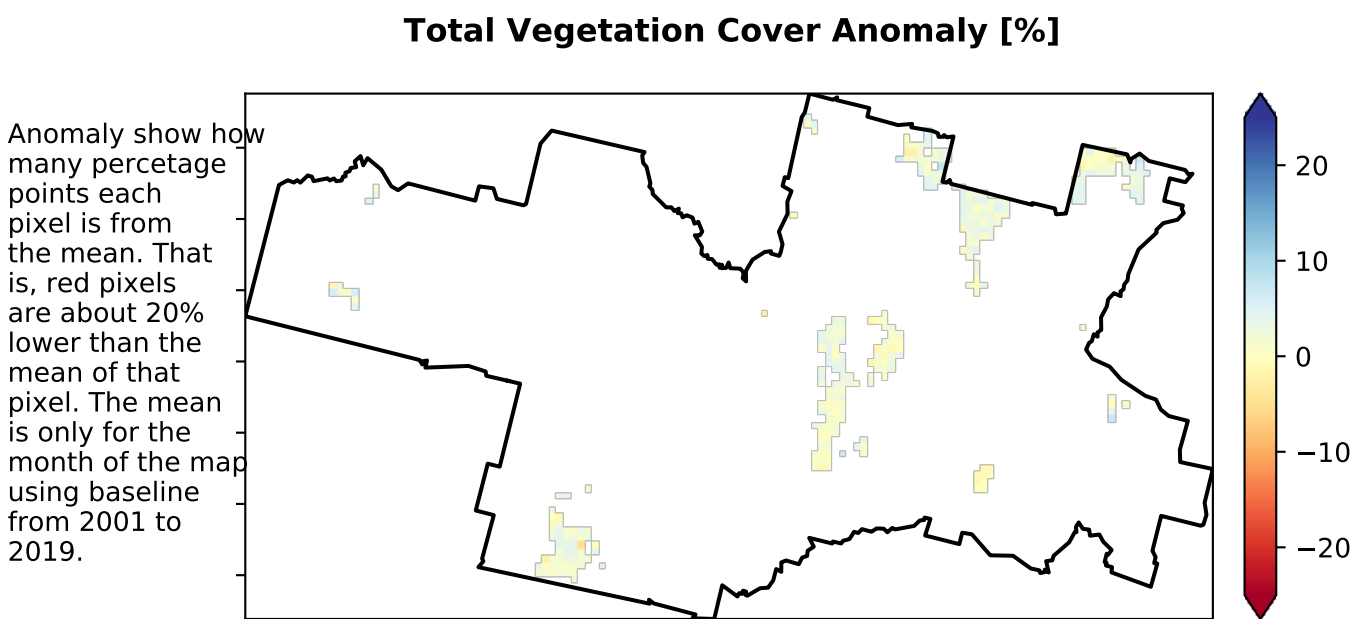 Total Vegetation Cover Anomaly [%]
Anomaly show how
many percetage
points each
pixel is from
the mean. That
is, red pixels
are about 20%
lower than the
mean of that
pixel. The mean
is only for the
month of the map
using baseline
from 2001 to
2019.
20
10
0
−10
−20